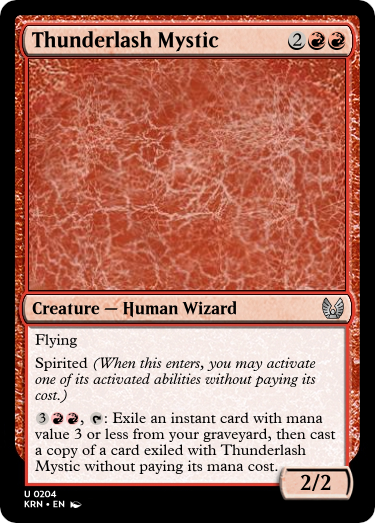 Thunderlash Mystic 2
Creature — Human Wizard
Flying
Spirited (When this enters, you may activate
one of its activated abilities without paying its
cost.)
3, : Exile an instant card with mana
value 3 or less from your graveyard, then cast
a copy of a card exiled with Thunderlash
Mystic without paying its mana cost.
2/2
U 0204
KRN • EN